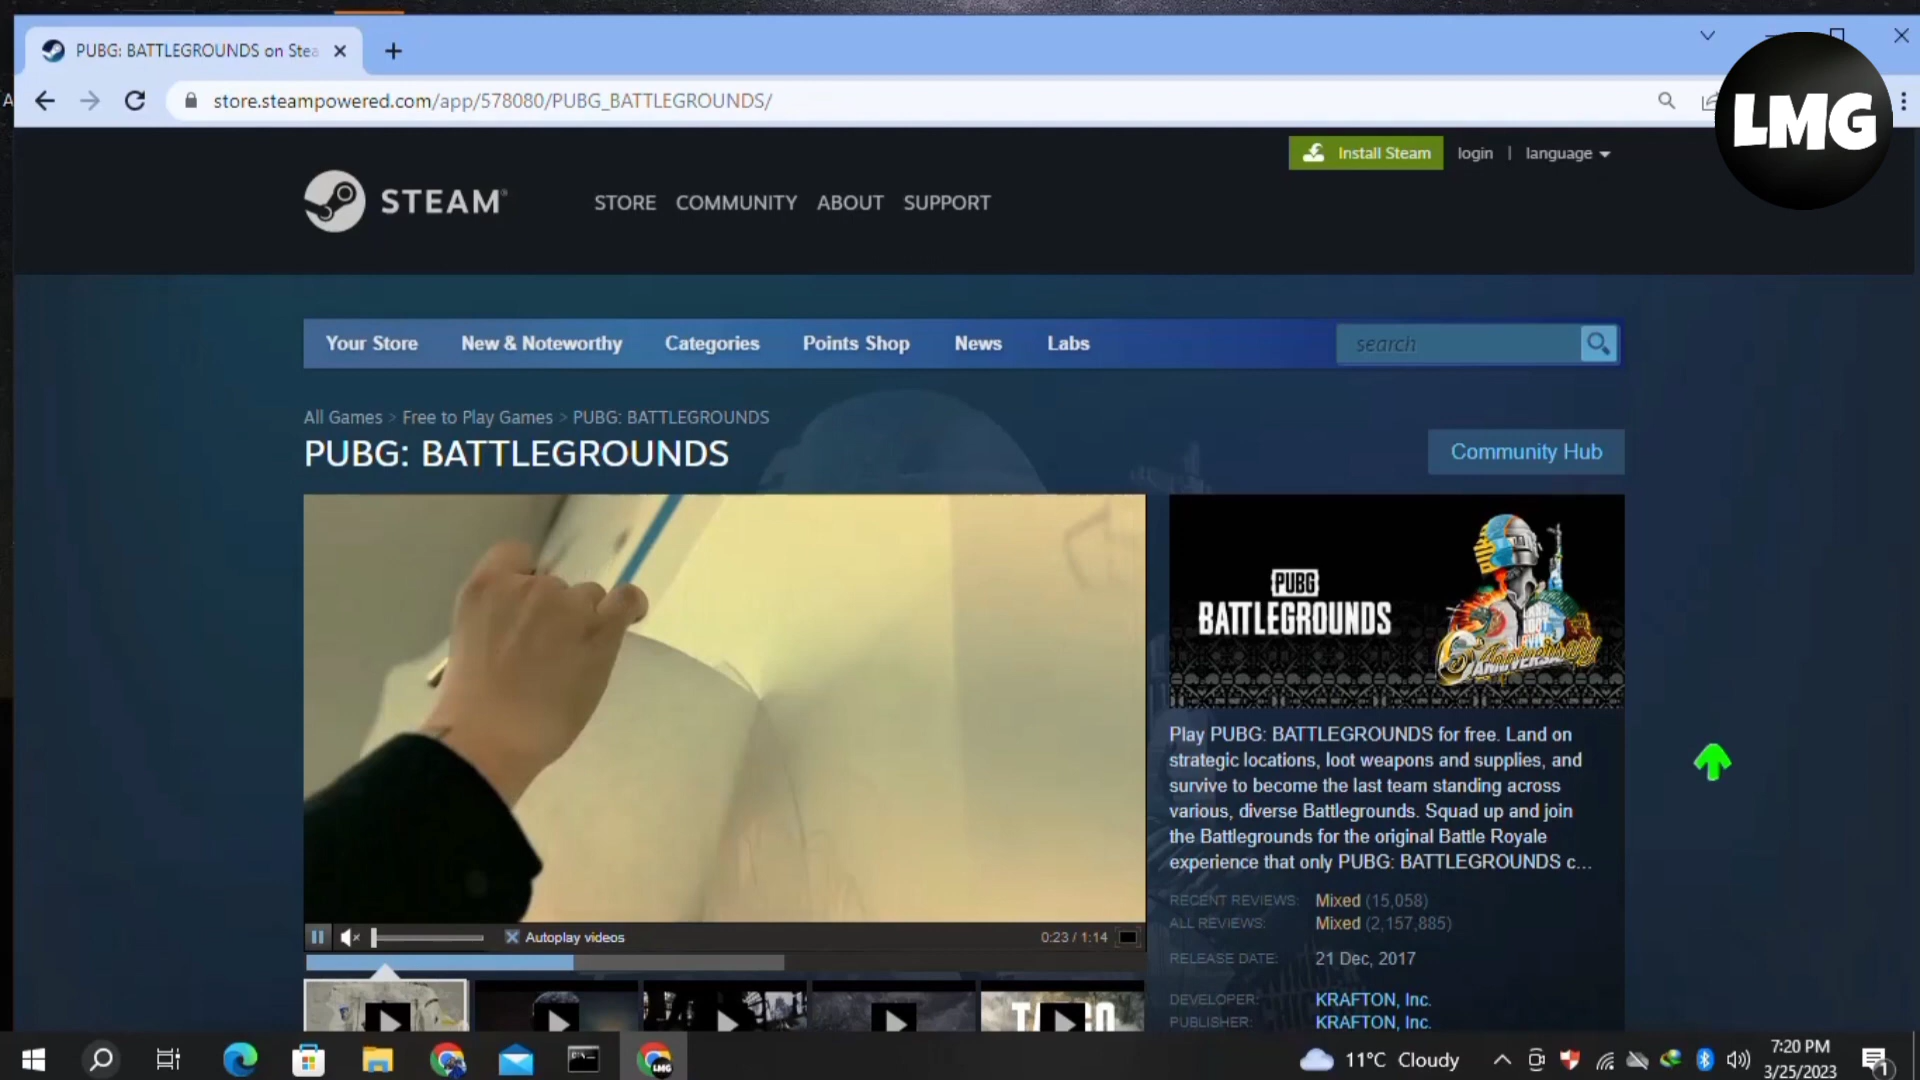 PUBG: BATTLEGROUNDS on Stea
store.steampowered.com/app/578080/PUBG_BATTLEGROUNDS/
LMG
Install Steam login | language
STEAM®
STORE COMMUNITY ABOUT SUPPORT
Your Store New & Noteworthy Categories Points Shop News Labs
search
All Games > Free to Play Games > PUBG: BATTLEGROUNDS
PUBG: BATTLEGROUNDS
Community Hub
PUBG
BATTLEGROUNDS
Play PUBG: BATTLEGROUNDS for free. Land on
strategic locations, loot weapons and supplies, and
survive to become the last team standing across
various, diverse Battlegrounds. Squad up and join
the Battlegrounds for the original Battle Royale
experience that only PUBG: BATTLEGROUNDS c...
RECENT REVIEWS: Mixed (15,058)
ALL REVIEWS: Mixed (2,157,885)
RELEASE DATE: 21 Dec, 2017
DEVELOPER: KRAFTON, Inc.
PUBLISHER: KRAFTON, Inc.
Autoplay videos
0:23 / 1:14
11°C Cloudy
7:20 PM
3/25/2023
1